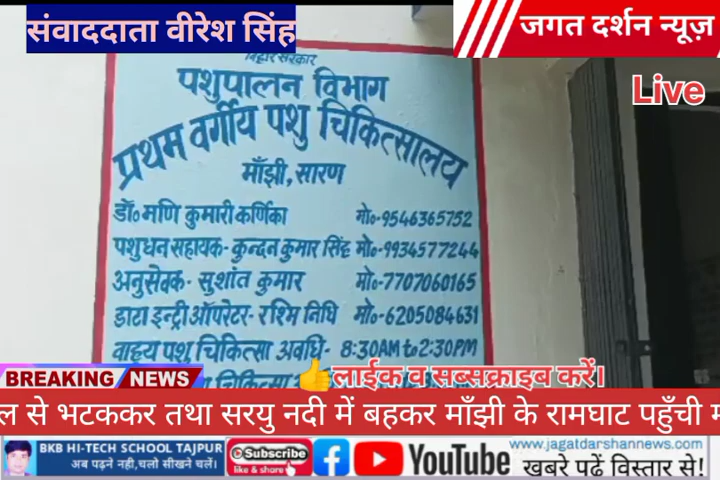 संवाददाता वीरेश सिंह
जगत दर्शन न्यूज़
Live
बिहार सरकार
पशुपालन विभाग
प्रथम वर्गीय पशु चिकित्सालय
माँझी, सारण
डॉ० मणि कुमारी कर्णिका मो०-9546365752
पशुधन सहायक- कुन्दन कुमार सिंह मो०-9934577244
अनुसेवक- सुशांत कुमार मो०-7707060165
डाटा इन्ट्री ऑपरेटर- रश्मि निधि मो०-6205084631
वाह्य पशु चिकित्सा अवधि- 8:30AM to 2:30PM
चिकित्सा
BREAKING NEWS
👍लाईक व सब्सक्राइब करें।
से भटककर तथा सरयु नदी में बहकर माँझी के रामघाट पहुँची
BKB HI-TECH SCHOOL TAJPUR
अब पढ़ने नही,चलो सीखने चलें।
Subscribe
like & share
YouTube
www.jagatdarshannews.com
खबरे पढें विस्तार से!